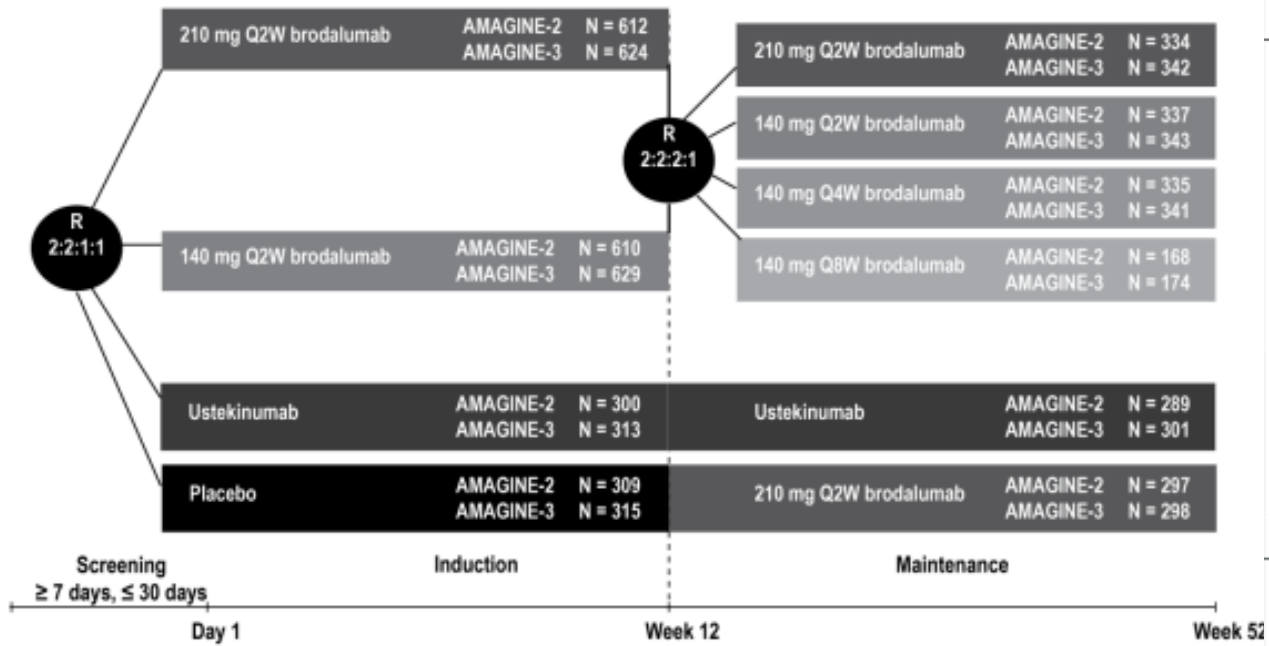 210 mg Q2W brodalumab AMAGINE-2 N = 612
AMAGINE-3 N = 624
R
2:2:1:1
140 mg Q2W brodalumab AMAGINE-2 N = 610
AMAGINE-3 N = 629
R
2:2:2:1
210 mg Q2W brodalumab AMAGINE-2 N = 334
AMAGINE-3 N = 342
140 mg Q2W brodalumab AMAGINE-2 N = 337
AMAGINE-3 N = 343
140 mg Q4W brodalumab AMAGINE-2 N = 335
AMAGINE-3 N = 341
140 mg Q8W brodalumab AMAGINE-2 N = 168
AMAGINE-3 N = 174
Ustekinumab AMAGINE-2 N = 300
AMAGINE-3 N = 313
Ustekinumab AMAGINE-2 N = 289
AMAGINE-3 N = 301
Placebo AMAGINE-2 N = 309
AMAGINE-3 N = 315
210 mg Q2W brodalumab AMAGINE-2 N = 297
AMAGINE-3 N = 298
Screening
≥ 7 days, ≤ 30 days
Induction
Maintenance
Day 1
Week 12
Week 52